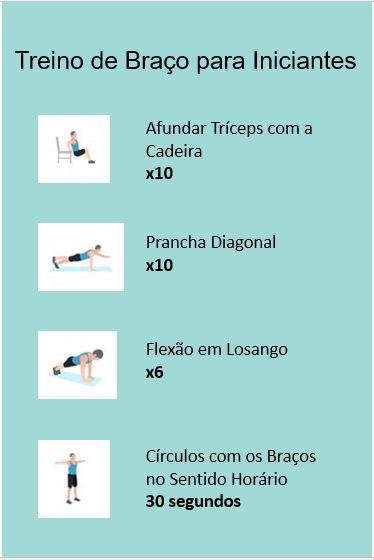 Treino de Braço para Iniciantes
Afundar Tríceps com a
Cadeira
x10
Prancha Diagonal
x10
Flexão em Losango
x6
Círculos com os Braços
no Sentido Horário
30 segundos